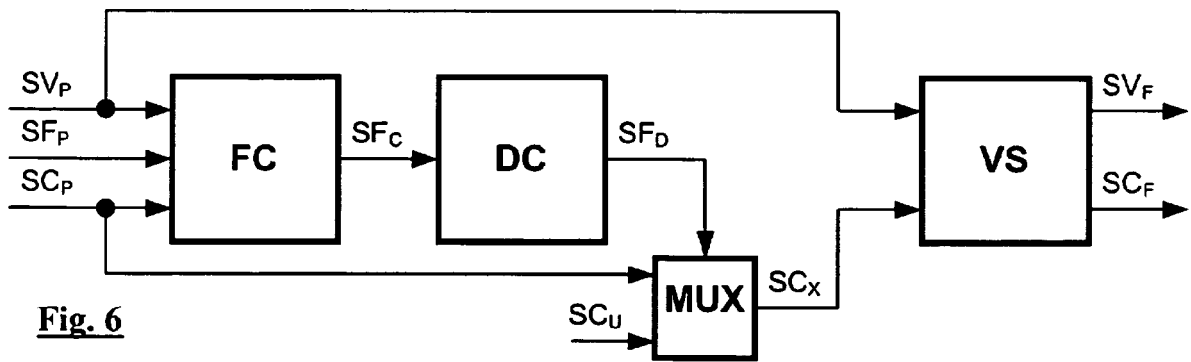 SV_P
SF_P
SC_P
FC
SF_C
DC
SF_D
VS
SV_F
SC_F
MUX
SC_X
SC_U
Fig. 6